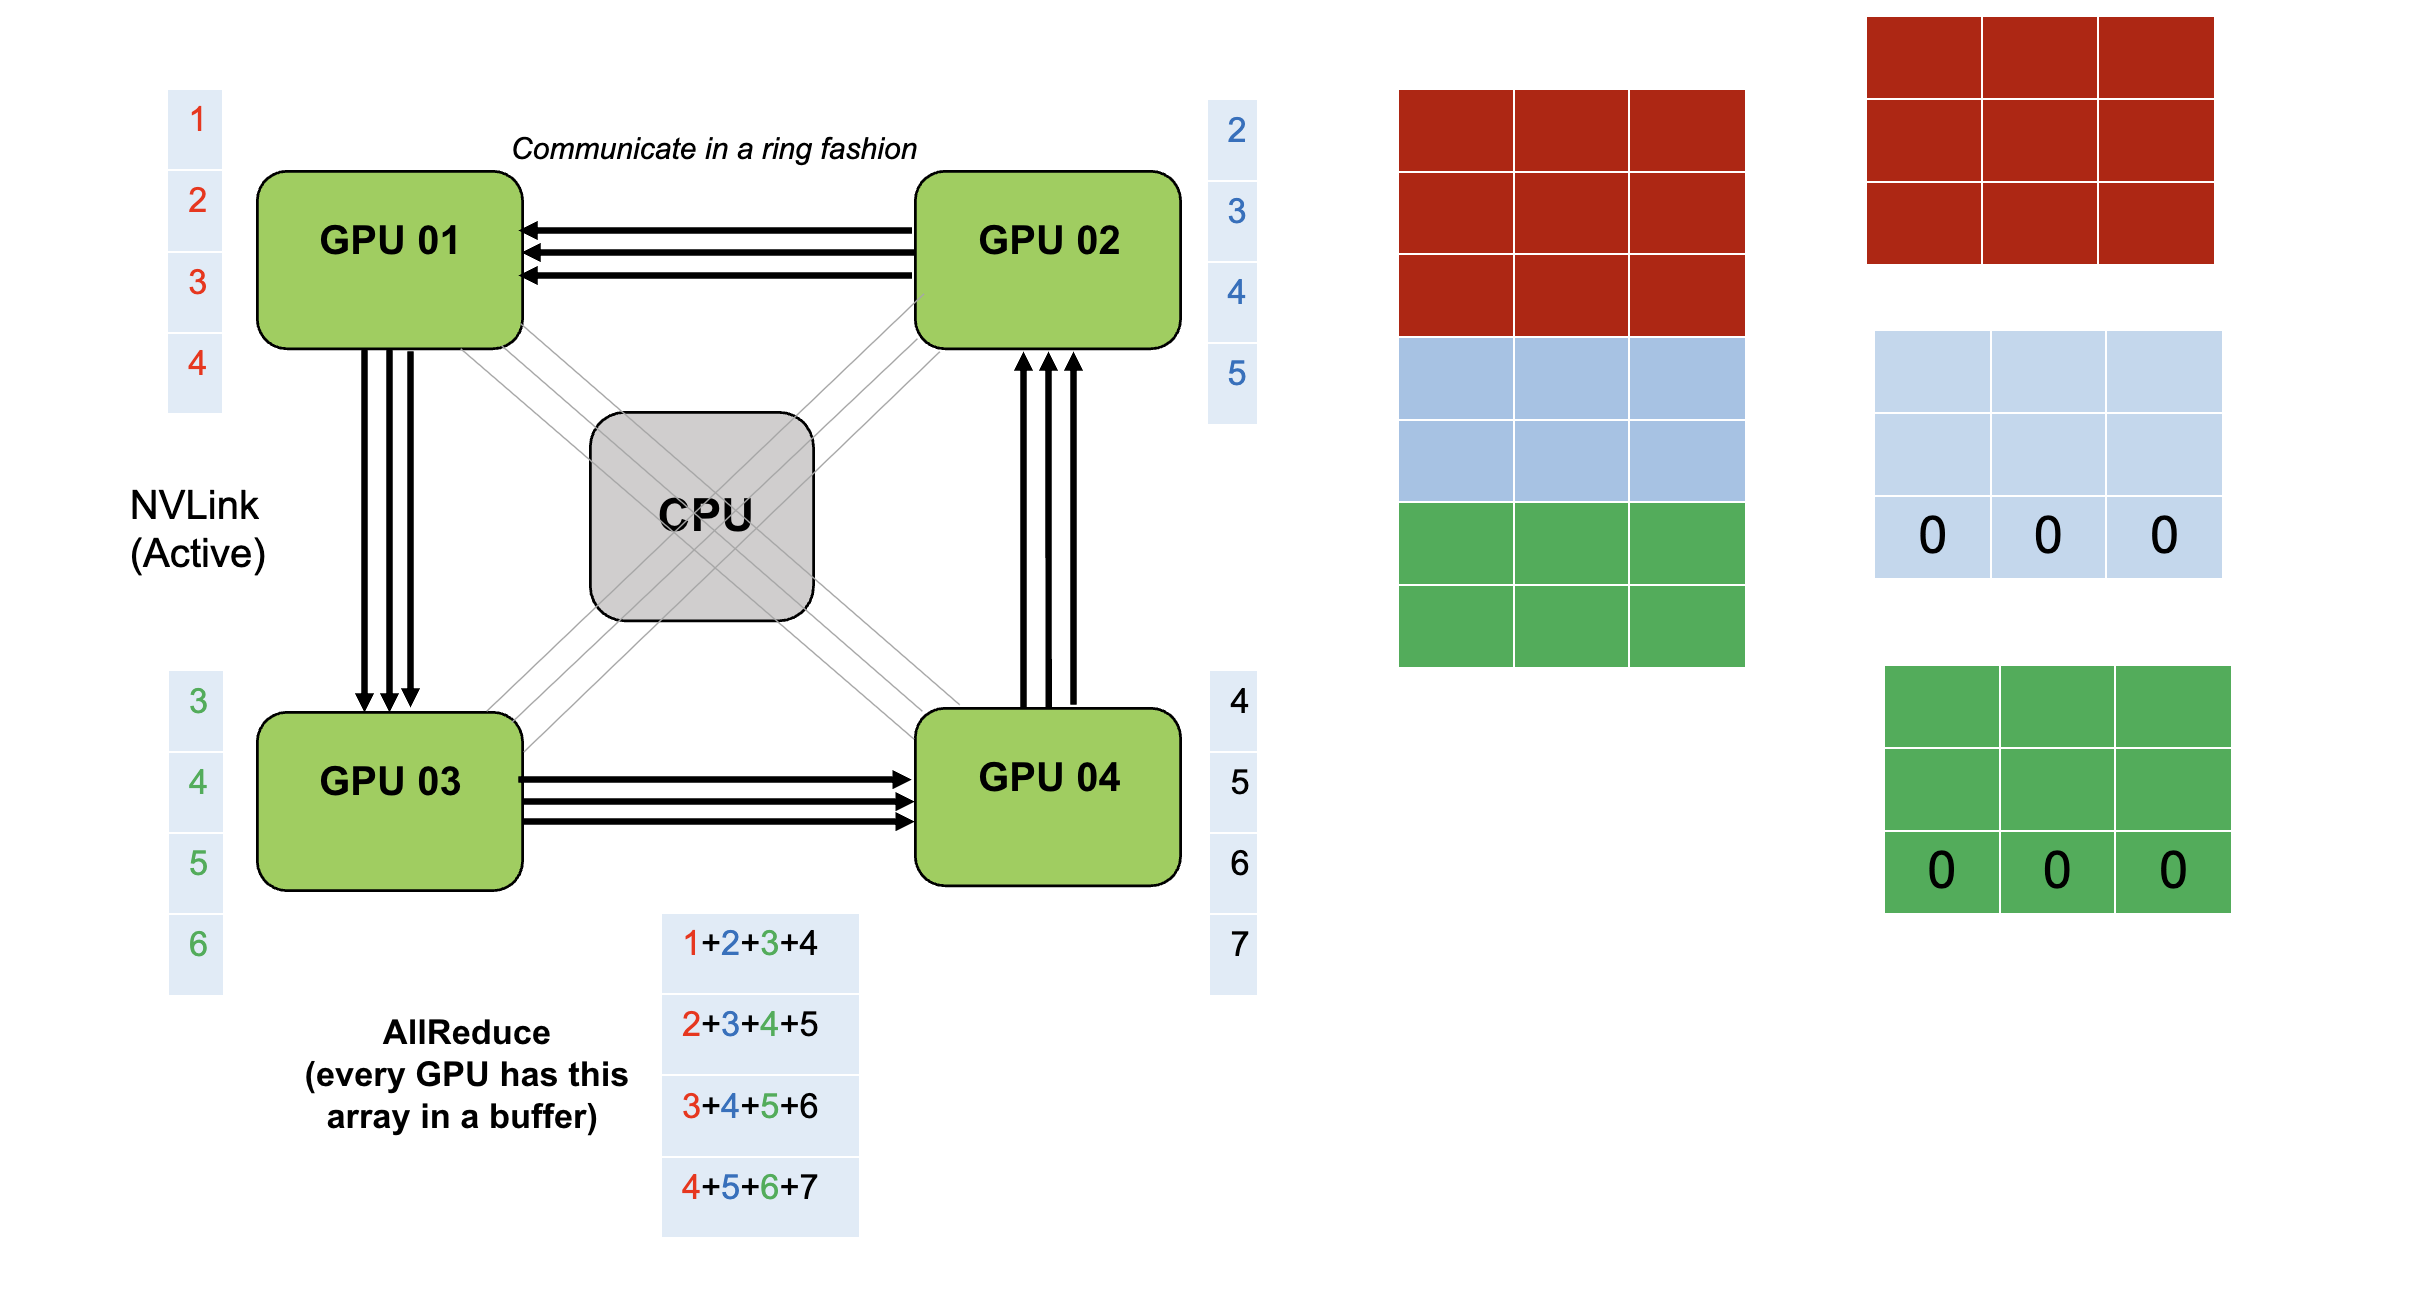 Communicate in a ring fashion
1
2
3
4
GPU 01
GPU 02
2
3
4
5
NVLink
(Active)
CPU
3
4
5
6
GPU 03
GPU 04
4
5
6
7
AllReduce
(every GPU has this
array in a buffer)
1+2+3+4
2+3+4+5
3+4+5+6
4+5+6+7
0 0 0
0 0 0